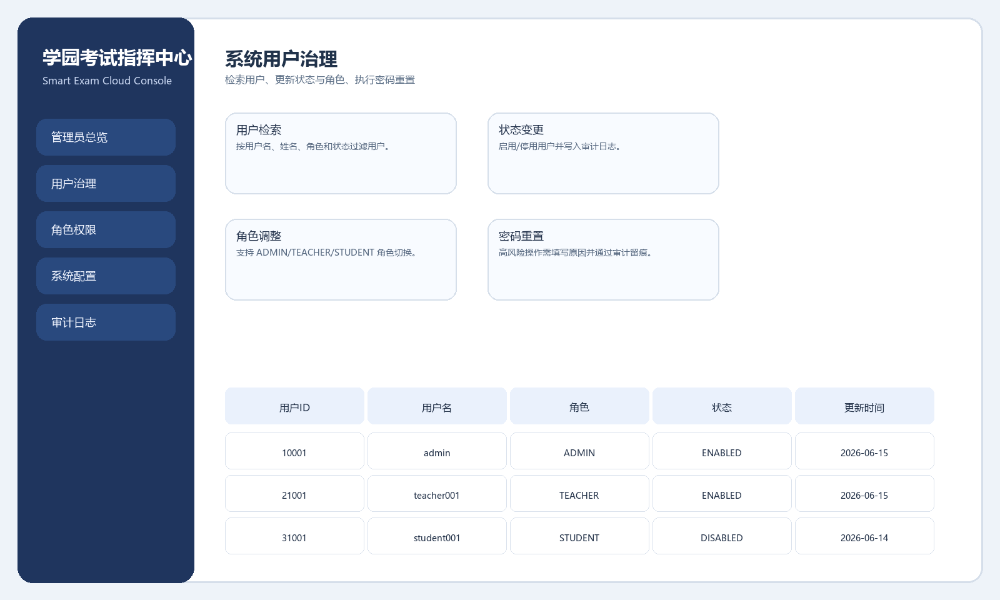 学园考试指挥中心
Smart Exam Cloud Console
管理员总览
用户治理
角色权限
系统配置
审计日志
系统用户治理
检索用户、更新状态与角色、执行密码重置
用户检索
按用户名、姓名、角色和状态过滤用户。
状态变更
启用/停用用户并写入审计日志。
角色调整
支持 ADMIN/TEACHER/STUDENT 角色切换。
密码重置
高风险操作需填写原因并通过审计留痕。
用户ID 用户名 角色 状态 更新时间
10001 admin ADMIN ENABLED 2026-06-15
21001 teacher001 TEACHER ENABLED 2026-06-15
31001 student001 STUDENT DISABLED 2026-06-14